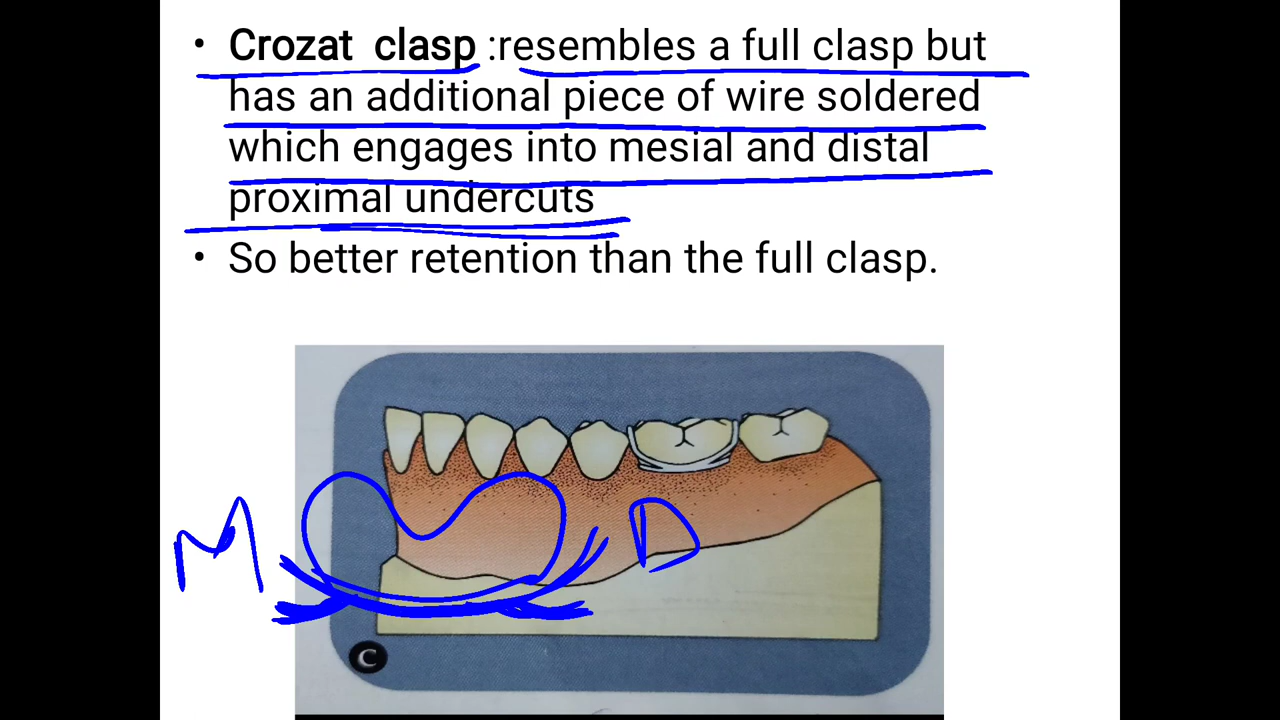 • Crozat clasp :resembles a full clasp but
has an additional piece of wire soldered
which engages into mesial and distal
proximal undercuts
• So better retention than the full clasp.
M
D
C